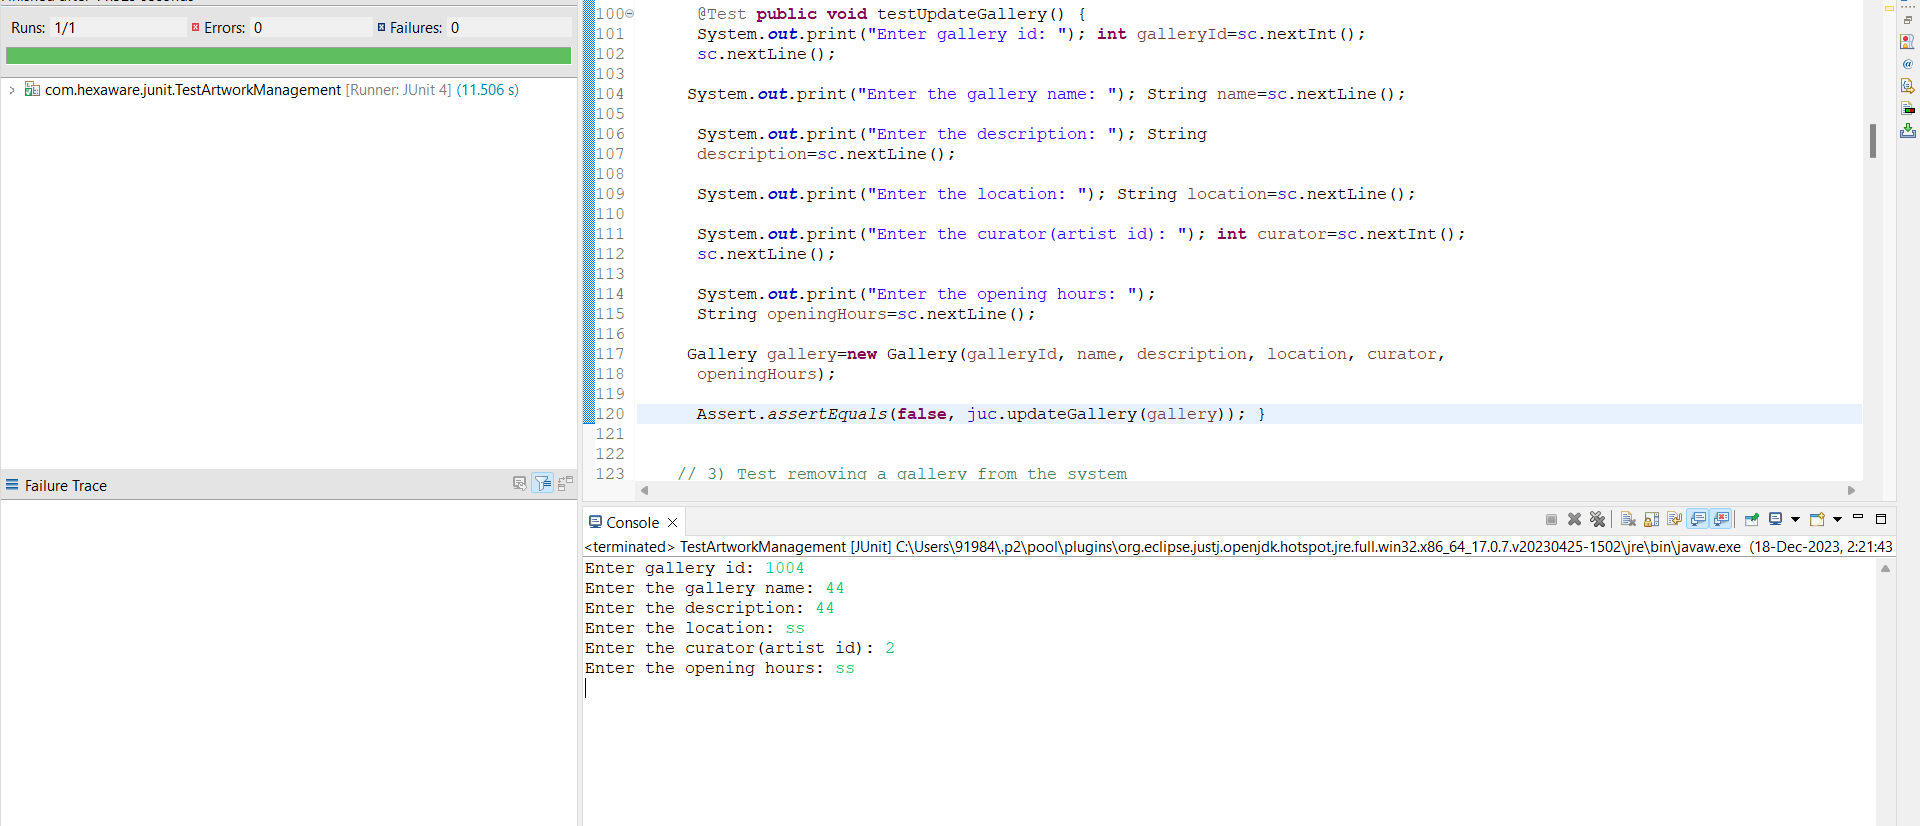 Runs: 1/1 Errors: 0 Failures: 0
com.hexaware.junit.TestArtworkManagement [Runner: JUnit 4] (11.506 s)
Failure Trace
100 @Test public void testUpdateGallery() {
101 System.out.print("Enter gallery id: "); int galleryId=sc.nextInt();
102 sc.nextLine();
103
104 System.out.print("Enter the gallery name: "); String name=sc.nextLine();
105
106 System.out.print("Enter the description: "); String
107 description=sc.nextLine();
108
109 System.out.print("Enter the location: "); String location=sc.nextLine();
110
111 System.out.print("Enter the curator(artist id): "); int curator=sc.nextInt();
112 sc.nextLine();
113
114 System.out.print("Enter the opening hours: ");
115 String openingHours=sc.nextLine();
116
117 Gallery gallery=new Gallery(galleryId, name, description, location, curator,
118 openingHours);
119
120 Assert.assertEquals(false, juc.updateGallery(gallery)); }
121
122
123 // 3) Test removing a gallery from the system
Console
<terminated> TestArtworkManagement [JUnit] C:\Users\91984\.p2\pool\plugins\org.eclipse.justj.openjdk.hotspot.jre.full.win32.x86_64_17.0.7.v20230425-1502\jre\bin\javaw.exe (18-Dec-2023, 2:21:43
Enter gallery id: 1004
Enter the gallery name: 44
Enter the description: 44
Enter the location: ss
Enter the curator(artist id): 2
Enter the opening hours: ss